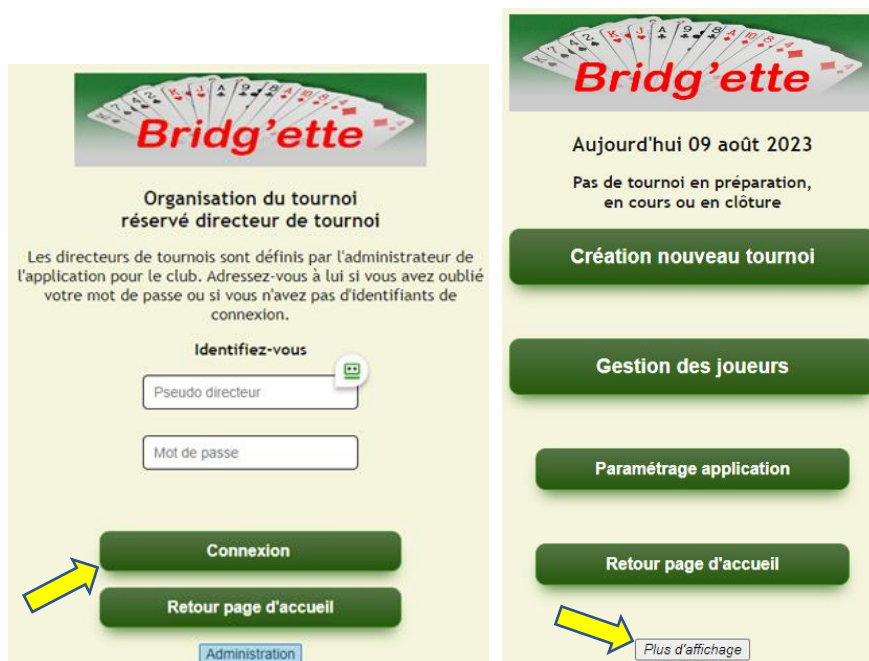 Bridg'ette
Organisation du tournoi
réservé directeur de tournoi
Les directeurs de tournois sont définis par l'administrateur de
l'application pour le club. Adressez-vous à lui si vous avez oublié
votre mot de passe ou si vous n'avez pas d'identifiants de
connexion.
Identifiez-vous
Pseudo directeur
Mot de passe
Connexion
Retour page d'accueil
Administration
Bridg'ette
Aujourd'hui 09 août 2023
Pas de tournoi en préparation,
en cours ou en clôture
Création nouveau tournoi
Gestion des joueurs
Paramétrage application
Retour page d'accueil
Plus d'affichage